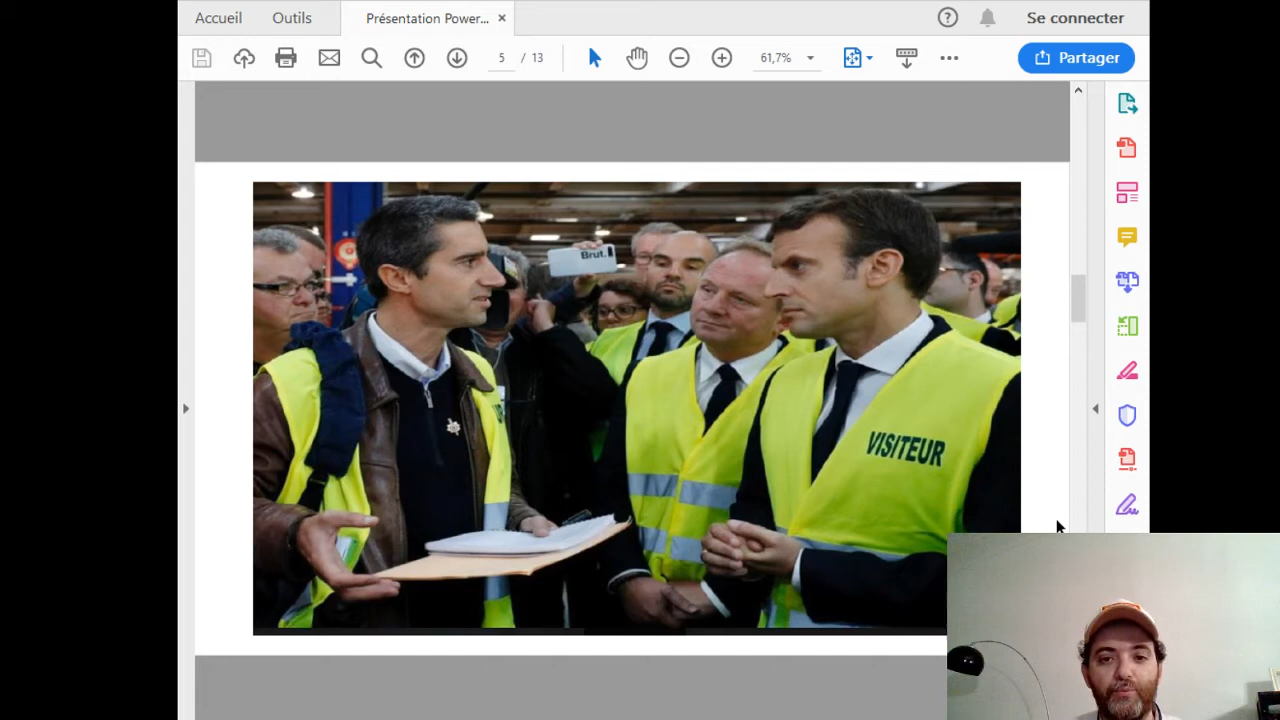 Accueil
Outils
Présentation Power...
Se connecter
5 / 13
61,7%
Partager
Brut.
VISITEUR